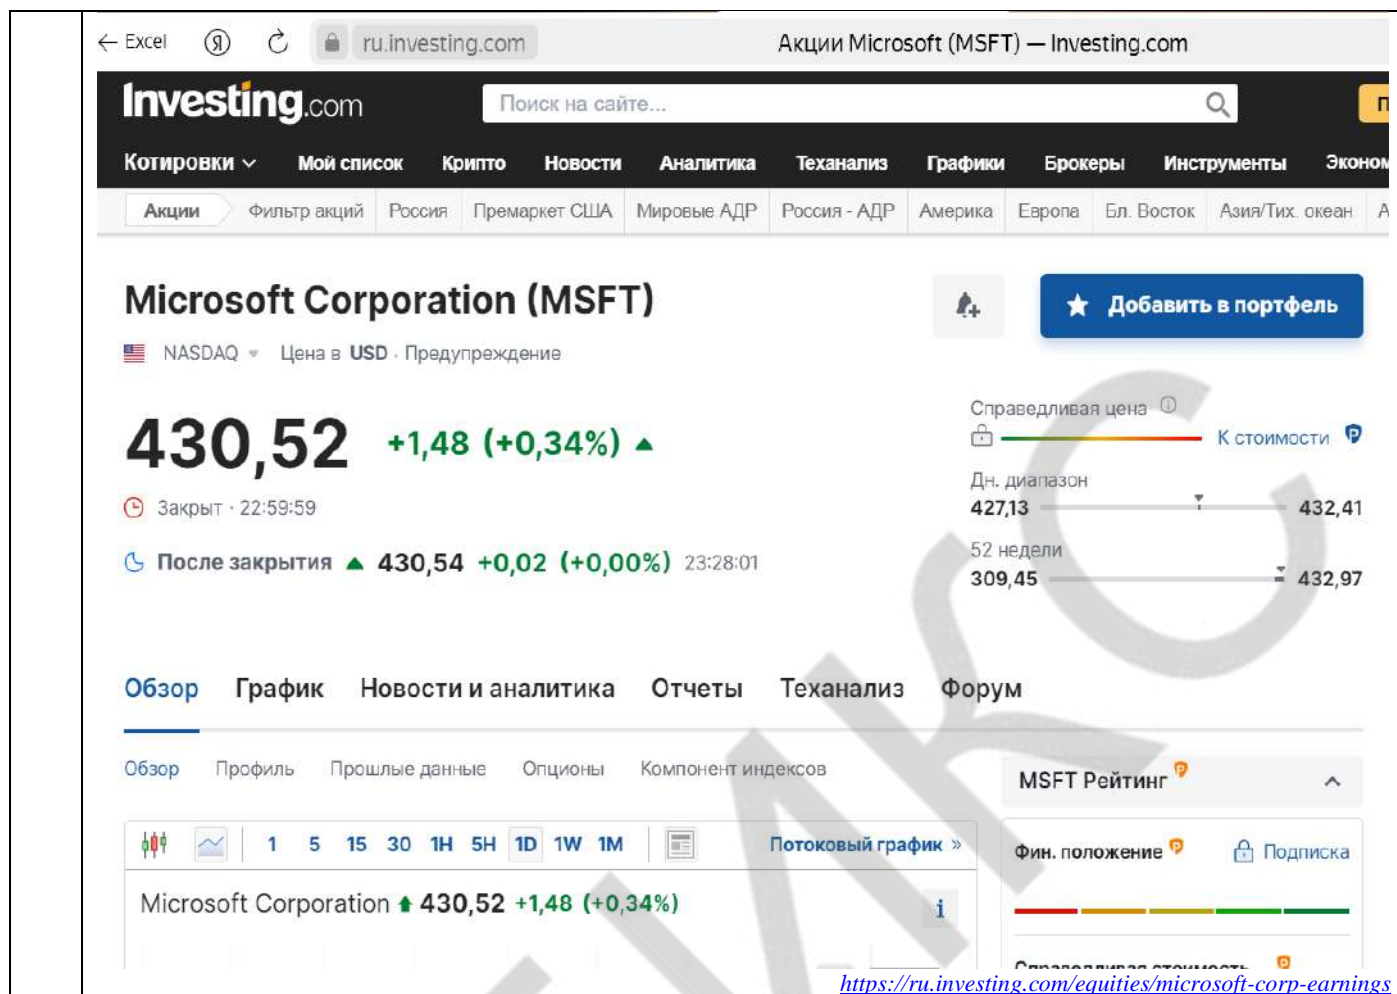 ← Excel Я ru.investing.com Акции Microsoft (MSFT) — Investing.com
Investing.com Поиск на сайте...
Котировки Мой список Крипто Новости Аналитика Теханализ Графики Брокеры Инструменты Эконом
Акции Фильтр акций Россия Премаркет США Мировые АДР Россия - АДР Америка Европа Бл. Восток Азия/Тих. океан
Microsoft Corporation (MSFT) Добавить в портфель
NASDAQ Цена в USD · Предупреждение
Справедливая цена
430,52 +1,48 (+0,34%) К стоимости
Дн. диапазон
Закрыт · 22:59:59 427,13 432,41
52 недели
После закрытия 430,54 +0,02 (+0,00%) 23:28:01 309,45 432,97
Обзор График Новости и аналитика Отчеты Теханализ Форум
Обзор Профиль Прошлые данные Опционы Компонент индексов
MSFT Рейтинг
1 5 15 30 1H 5H 1D 1W 1M Потоковый график »
Фин. положение Подписка
Microsoft Corporation 430,52 +1,48 (+0,34%) i
Справедливая стоимость
https://ru.investing.com/equities/microsoft-corp-earnings